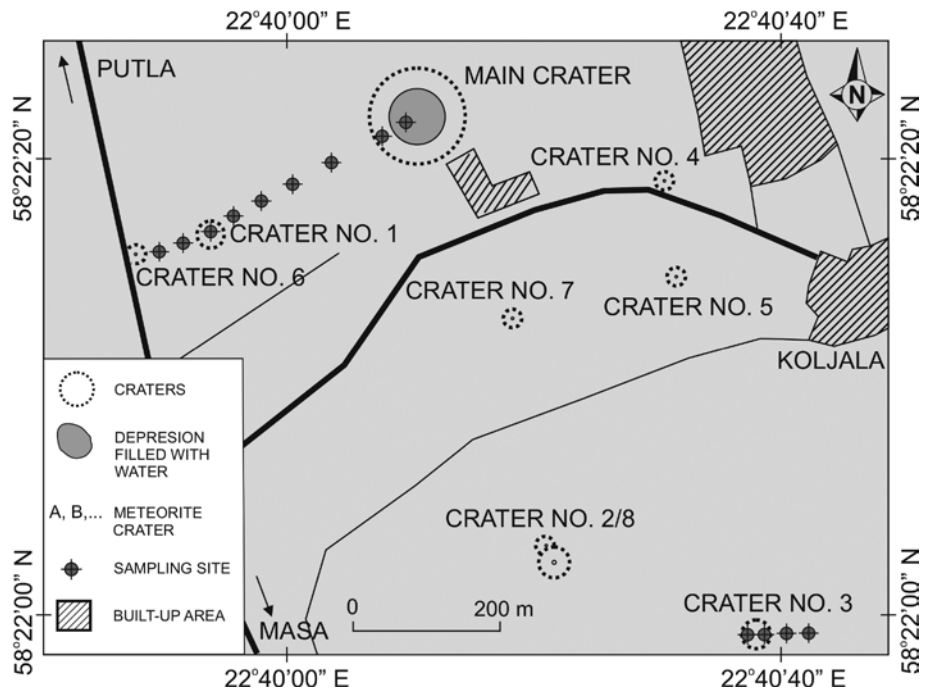 22°40'00" E
22°40'40" E
PUTLA
MAIN CRATER
N
58°22'20" N
58°22'20" N
CRATER NO. 4
CRATER NO. 1
CRATER NO. 6
CRATER NO. 7
CRATER NO. 5
KOLJALA
CRATERS
DEPRESION
FILLED WITH
WATER
A, B,... METEORITE
CRATER
SAMPLING SITE
BUILT-UP AREA
CRATER NO. 2/8
0 200 m
CRATER NO. 3
MASA
58°22'00" N
58°22'00" N
22°40'00" E
22°40'40" E